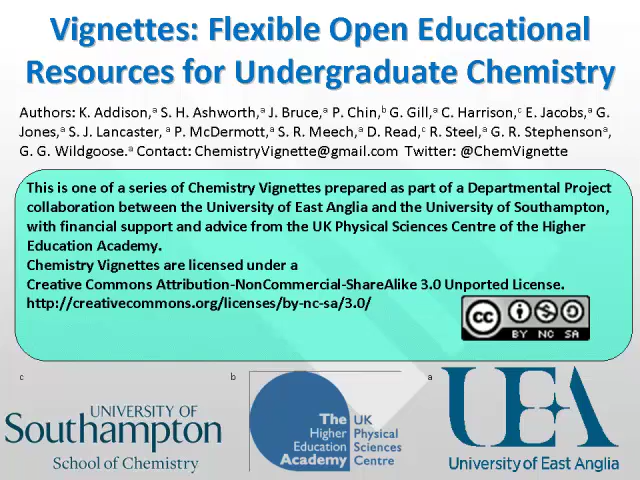 Vignettes: Flexible Open Educational
Resources for Undergraduate Chemistry
Authors: K. Addison,ᵃ S. H. Ashworth,ᵃ J. Bruce,ᵃ P. Chin,ᵇ G. Gill,ᵃ C. Harrison,ᶜ E. Jacobs,ᵃ G.
Jones,ᵃ S. J. Lancaster, ᵃ P. McDermott,ᵃ S. R. Meech,ᵃ D. Read,ᶜ R. Steel,ᵃ G. R. Stephensonᵃ,
G. G. Wildgoose.ᵃ Contact: ChemistryVignette@gmail.com Twitter: @ChemVignette
This is one of a series of Chemistry Vignettes prepared as part of a Departmental Project
collaboration between the University of East Anglia and the University of Southampton,
with financial support and advice from the UK Physical Sciences Centre of the Higher
Education Academy.
Chemistry Vignettes are licensed under a
Creative Commons Attribution-NonCommercial-ShareAlike 3.0 Unported License.
http://creativecommons.org/licenses/by-nc-sa/3.0/
cc
BY NC SA
c
UNIVERSITY OF
Southampton
School of Chemistry
b
The UK
Higher Physical
Education Sciences
Academy Centre
a
UEA
University of East Anglia